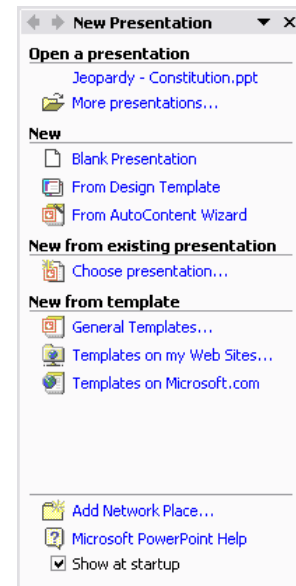 New Presentation
Open a presentation
Jeopardy - Constitution.ppt
More presentations...
New
Blank Presentation
From Design Template
From AutoContent Wizard
New from existing presentation
Choose presentation...
New from template
General Templates...
Templates on my Web Sites...
Templates on Microsoft.com
Add Network Place...
Microsoft PowerPoint Help
Show at startup